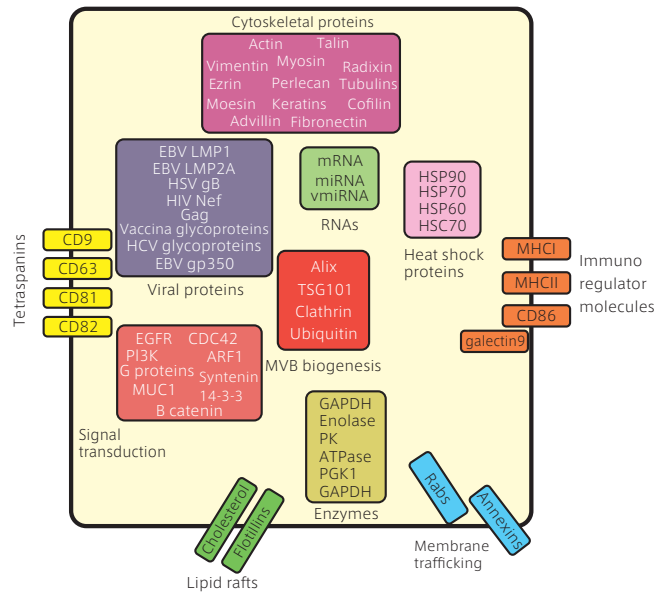 Cytoskeletal proteins
Actin Talin
Vimentin Myosin Radixin
Ezrin Perlecan Tubulins
Moesin Keratins Cofilin
Advillin Fibronectin
EBV LMP1
EBV LMP2A
HSV gB
HIV Nef
Gag
Vaccina glycoproteins
HCV glycoproteins
EBV gp350
Viral proteins
mRNA
miRNA
vmiRNA
RNAs
HSP90
HSP70
HSP60
HSC70
Heat shock
proteins
Tetraspanins
CD9
CD63
CD81
CD82
Alix
TSG101
Clathrin
Ubiquitin
MVB biogenesis
MHCI
MHCII
CD86
galectin9
Immuno
regulator
molecules
EGFR CDC42
PI3K ARF1
G proteins Syntenin
MUC1 14-3-3
B catenin
Signal
transduction
GAPDH
Enolase
PK
ATPase
PGK1
GAPDH
Enzymes
Cholesterol
Flotillins
Lipid rafts
Rabs
Annexins
Membrane
trafficking